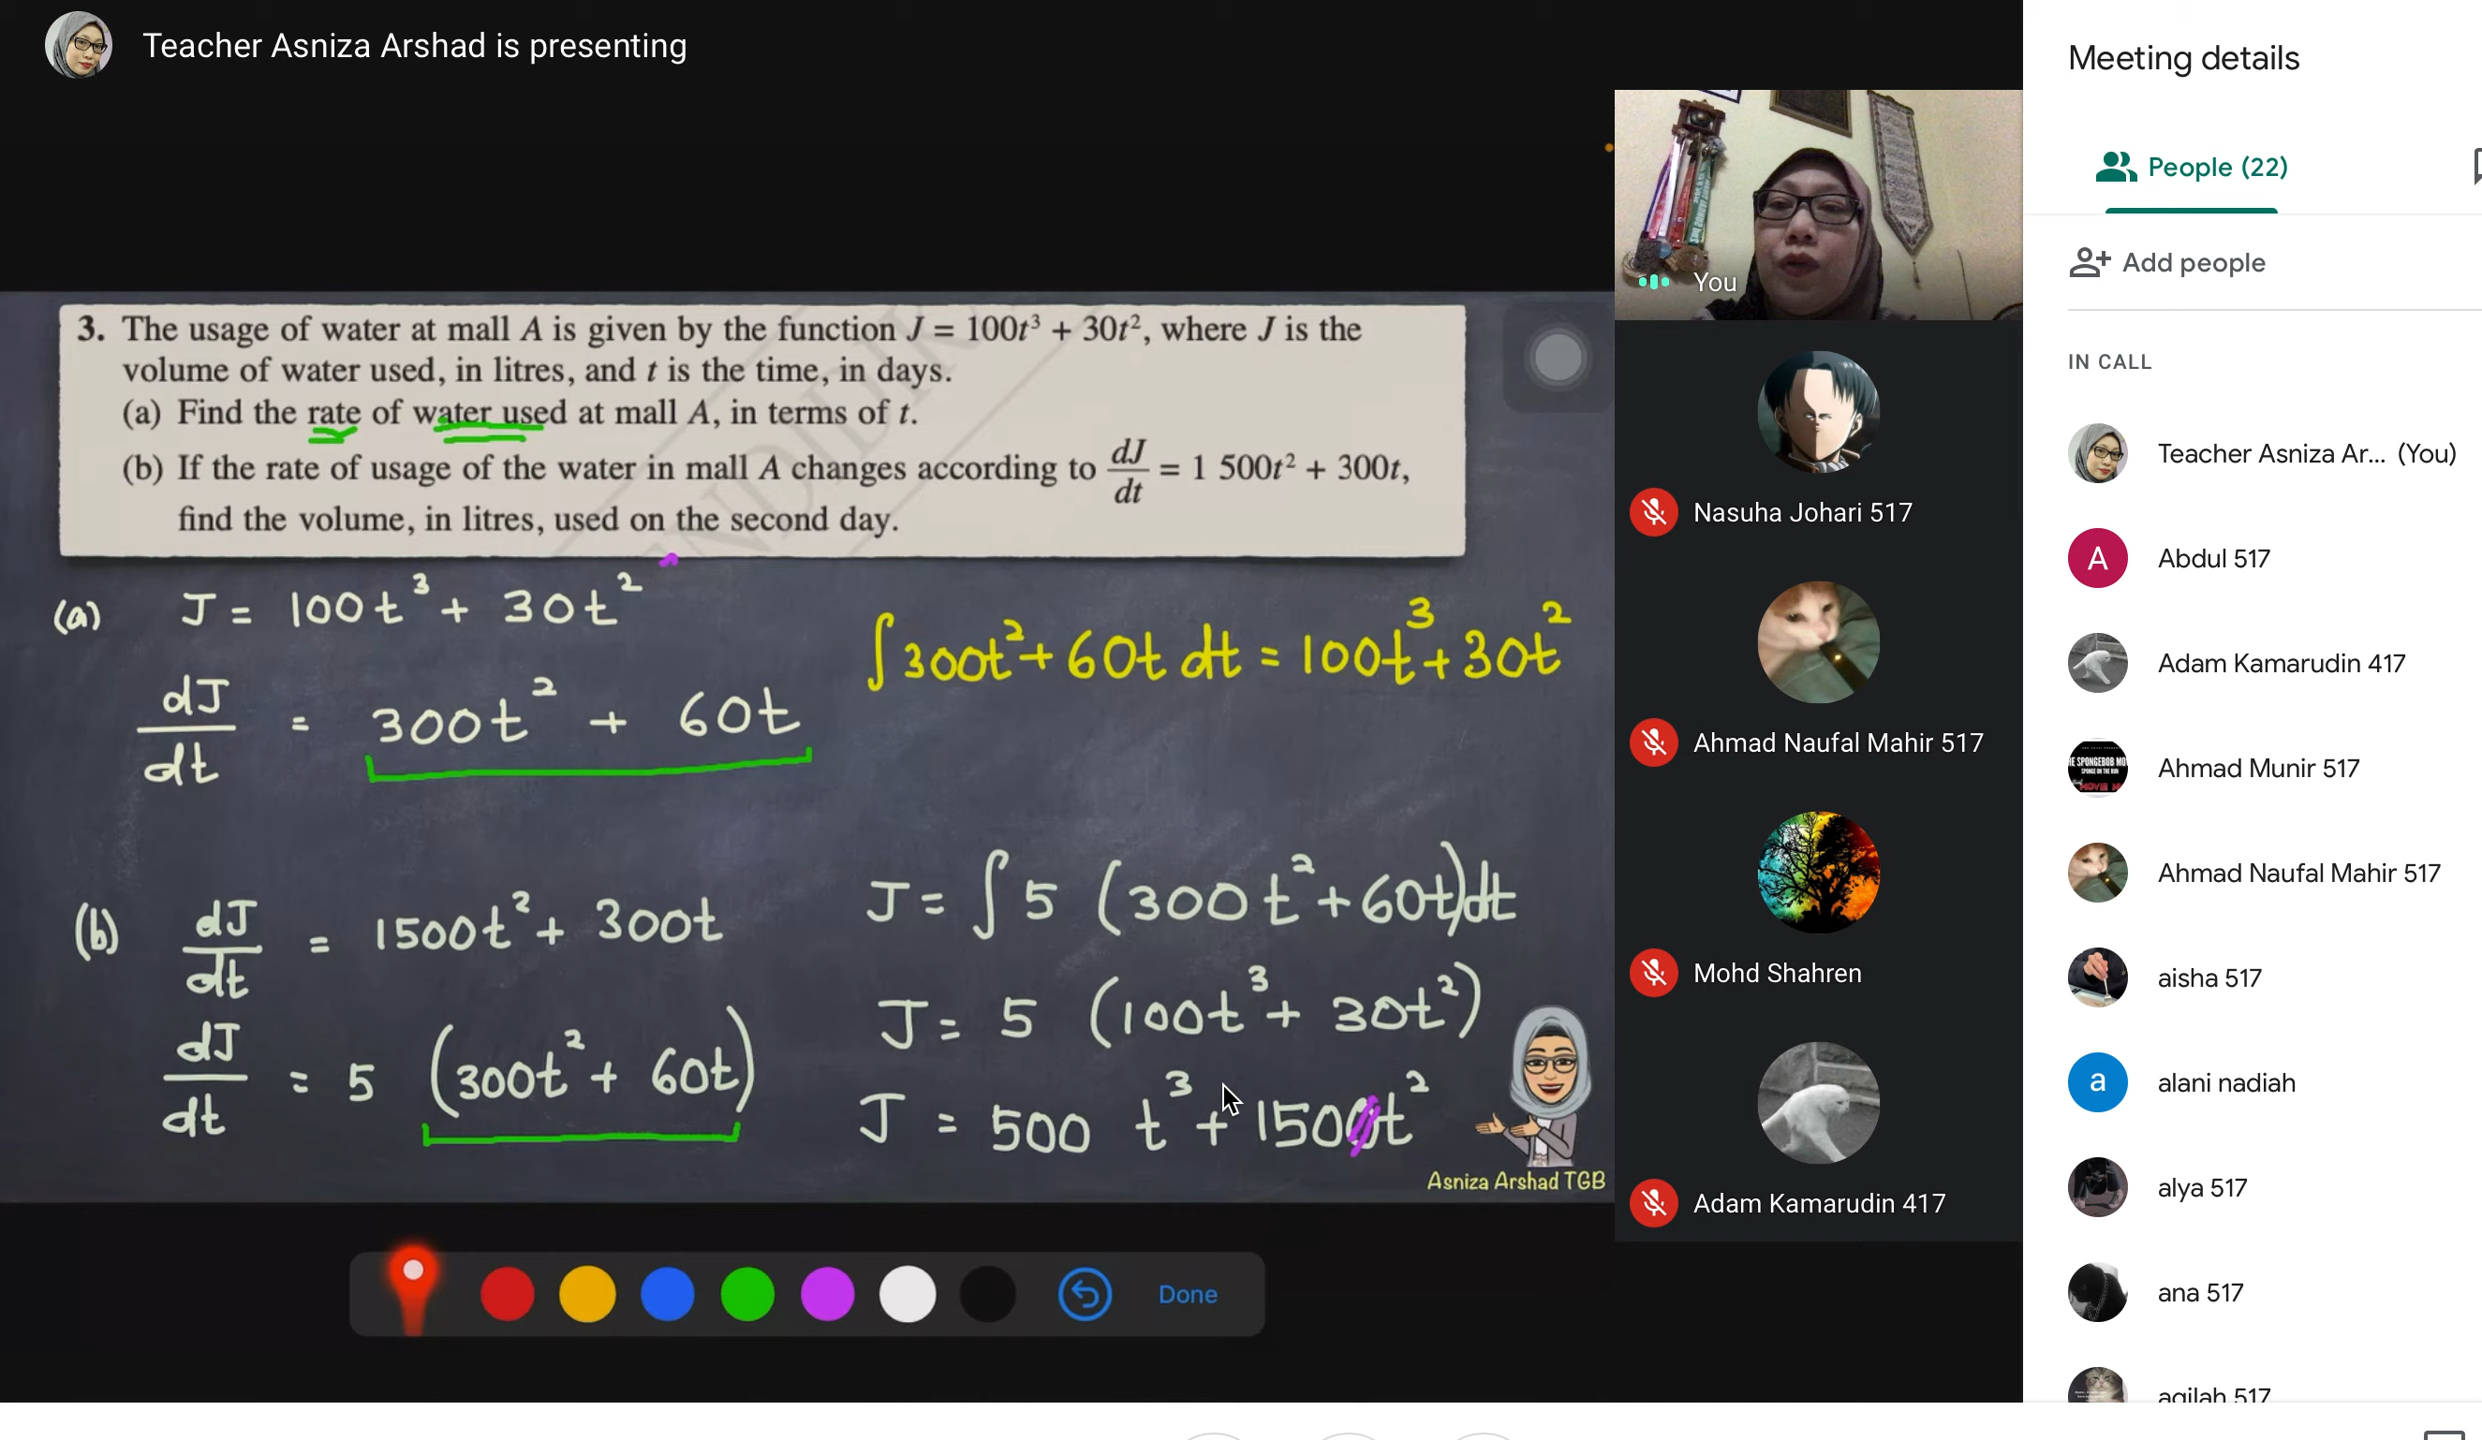 Teacher Asniza Arshad is presenting
Meeting details
People (22)
Add people
IN CALL
Teacher Asniza Ar... (You)
Abdul 517
Adam Kamarudin 417
Ahmad Munir 517
Ahmad Naufal Mahir 517
aisha 517
alani nadiah
alya 517
ana 517
aqilah 517
You
Nasuha Johari 517
Ahmad Naufal Mahir 517
Mohd Shahren
Adam Kamarudin 417
3. The usage of water at mall A is given by the function J = 100t³ + 30t², where J is the
volume of water used, in litres, and t is the time, in days.
(a) Find the rate of water used at mall A, in terms of t.
(b) If the rate of usage of the water in mall A changes according to dJ/dt = 1 500t² + 300t,
find the volume, in litres, used on the second day.
(a) J = 100t³ + 30t²
dJ/dt = 300t² + 60t
∫300t² + 60t dt = 100t³ + 30t²
(b) dJ/dt = 1500t² + 300t
dJ/dt = 5 (300t² + 60t)
J = ∫ 5 (300t² + 60t)dt
J = 5 (100t³ + 30t²)
J = 500 t³ + 1500t²
Asniza Arshad TGB
Done